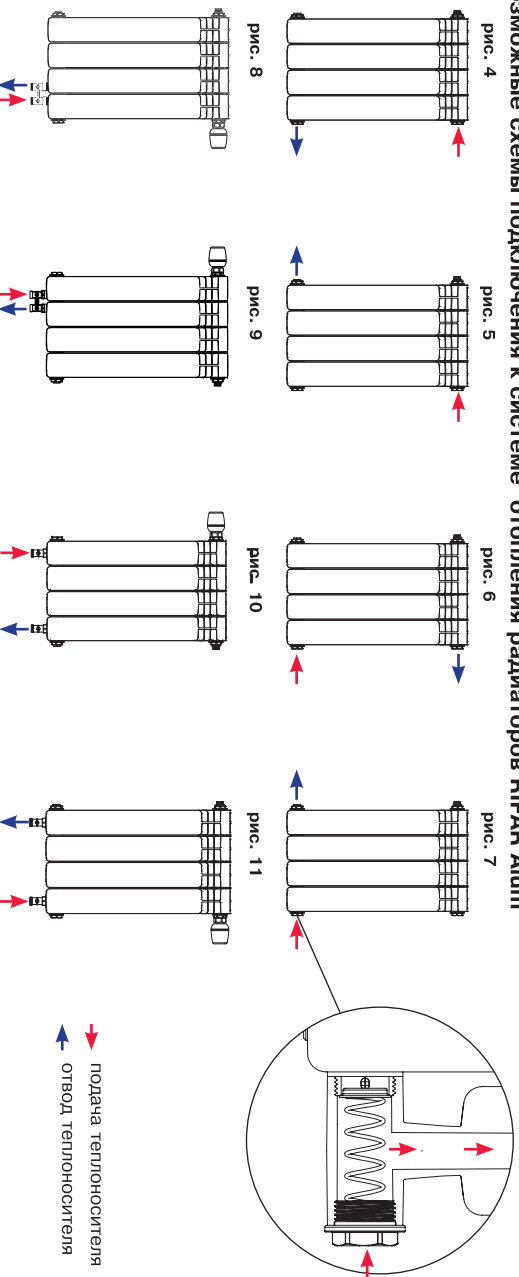 зможные схемы подключения к системе отопления радиаторов RIFAR Alum
рис. 4
рис. 5
рис. 6
рис. 7
рис. 8
рис. 9
рис. 10
рис. 11
подача теплоносителя
отвод теплоносителя